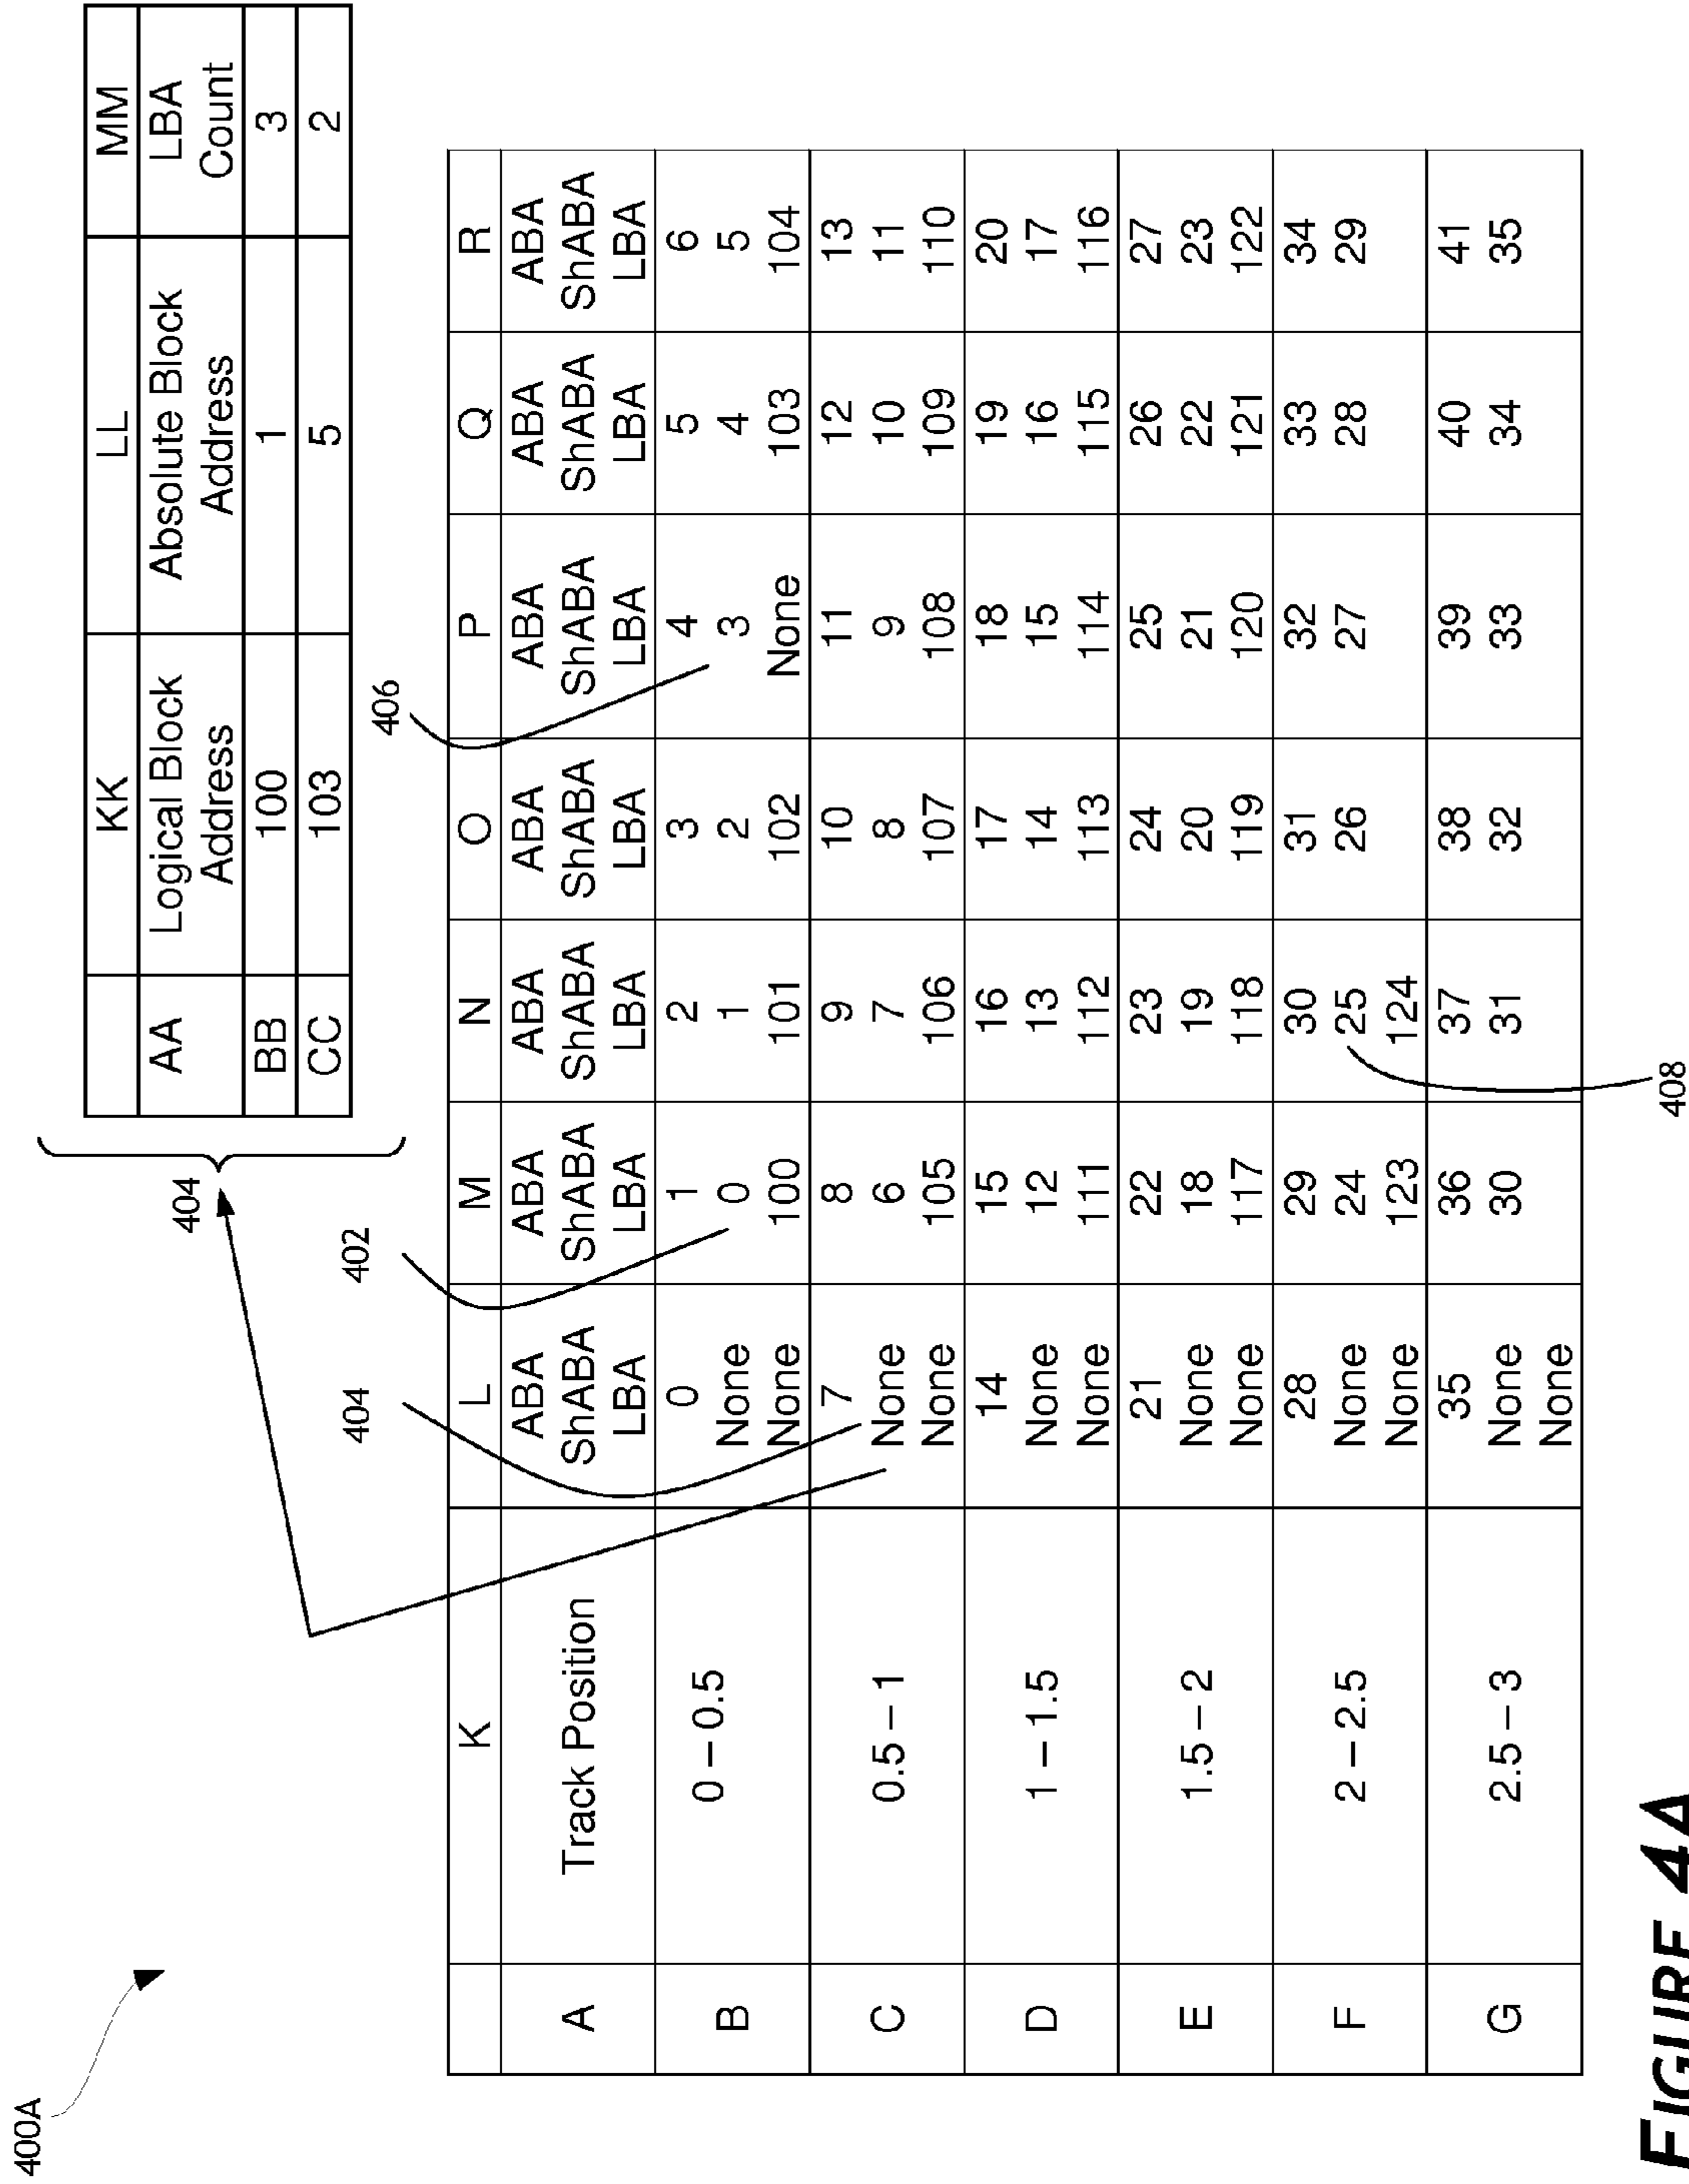 400A
KK LL MM
AA Logical Block Address Absolute Block Address LBA Count
BB 100 1 3
CC 103 5 2
404
404
402
406
K L M N O P Q R
A Track Position ABA ABA ABA ABA ABA ABA ABA
ShABA ShABA ShABA ShABA ShABA ShABA ShABA
LBA LBA LBA LBA LBA LBA LBA
B 0 – 0.5 0 1 2 3 4 5 6
None 0 1 2 3 4 5
None 100 101 102 None 103 104
C 0.5 – 1 7 8 9 10 11 12 13
None 6 7 8 9 10 11
None 105 106 107 108 109 110
D 1 – 1.5 14 15 16 17 18 19 20
None 12 13 14 15 16 17
None 111 112 113 114 115 116
E 1.5 – 2 21 22 23 24 25 26 27
None 18 19 20 21 22 23
None 117 118 119 120 121 122
F 2 – 2.5 28 29 30 31 32 33 34
None 24 25 26 27 28 29
None 123 124
G 2.5 – 3 35 36 37 38 39 40 41
None 30 31 32 33 34 35
None
408
FIGURE 4A